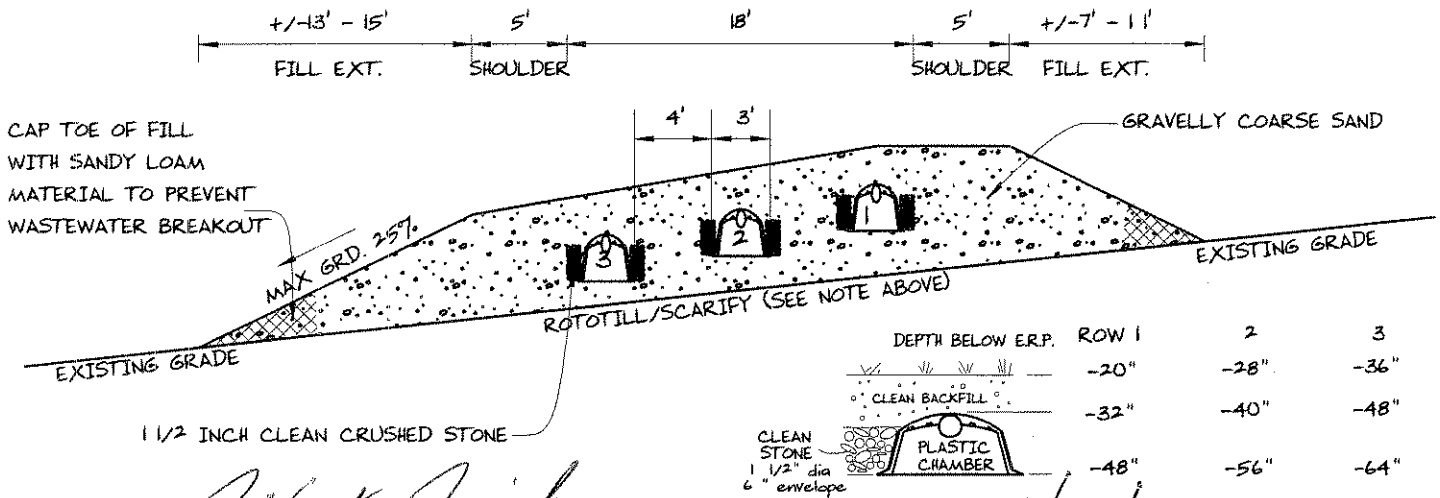 +/-13' - 15' 5' 18' 5' +/-7' - 11'
FILL EXT. SHOULDER SHOULDER FILL EXT.
4' 3'
GRAVELLY COARSE SAND
CAP TOE OF FILL
WITH SANDY LOAM
MATERIAL TO PREVENT
WASTEWATER BREAKOUT
MAX GRD. 25%
1
2
3
EXISTING GRADE
ROTOTILL/SCARIFY (SEE NOTE ABOVE)
EXISTING GRADE
1 1/2 INCH CLEAN CRUSHED STONE
DEPTH BELOW E.R.P. ROW 1 2 3
-20" -28" -36"
CLEAN BACKFILL
-32" -40" -48"
CLEAN
STONE
1 1/2" dia
6" envelope
PLASTIC
CHAMBER
-48" -56" -64"